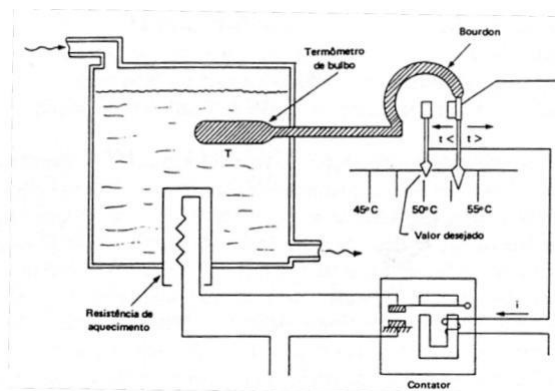 Bourdon
Termômetro
de bulbo
T
t < t >
45°C 50°C 55°C
Valor desejado
Resistência de
aquecimento
i
Contator